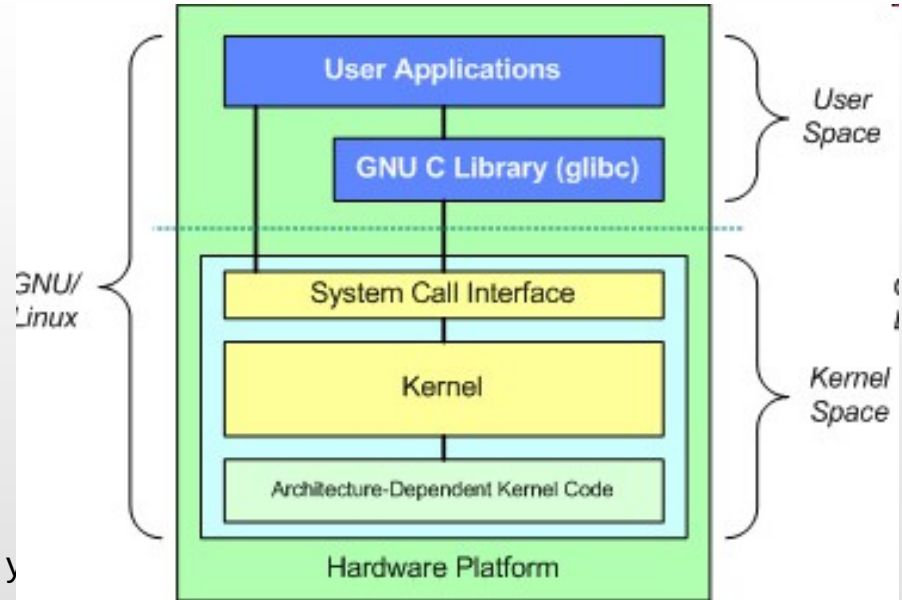 User Applications
User
Space
GNU C Library (glibc)
GNU/
Linux
System Call Interface
Kernel
Kernel
Space
Architecture-Dependent Kernel Code
Hardware Platform
y